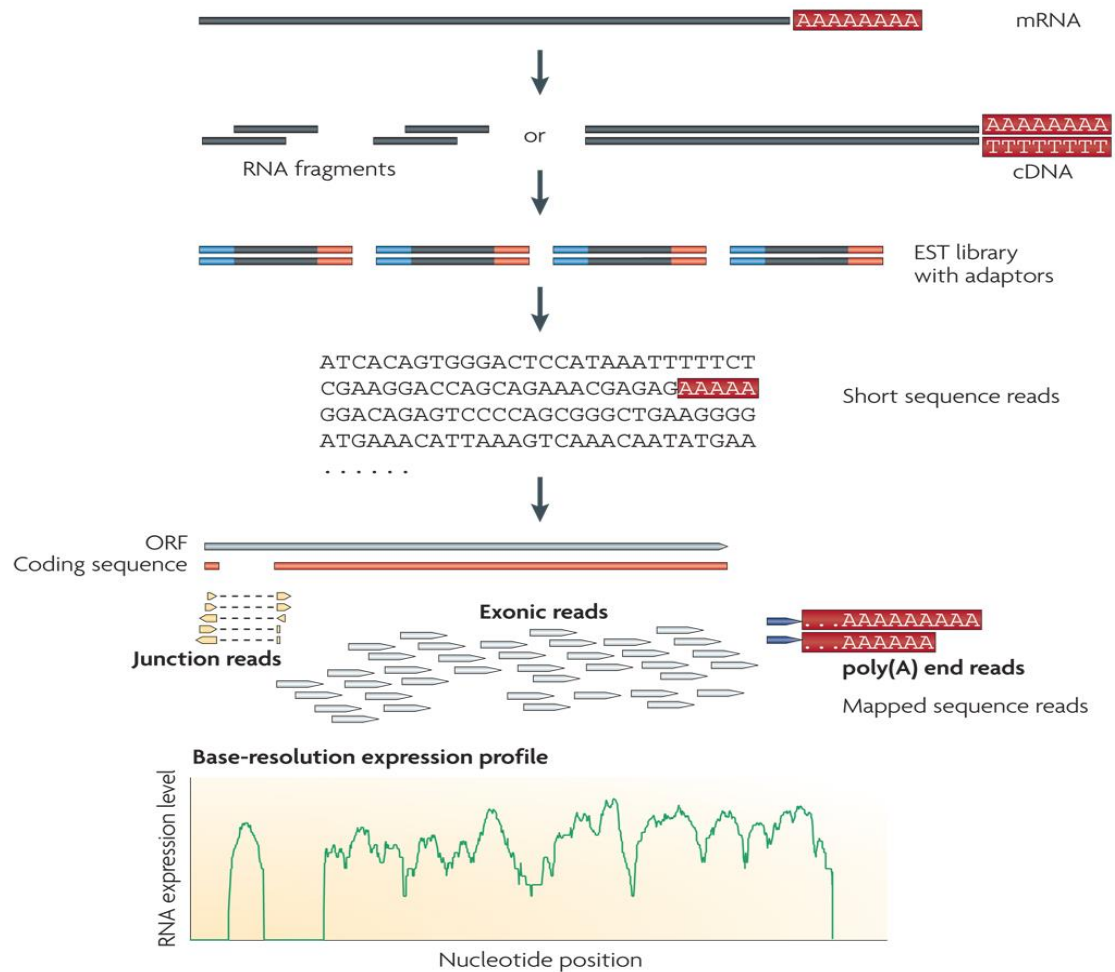 AAAAAAAA mRNA
AAAAAAAA
or
TTTTTTTT
RNA fragments
cDNA
EST library
with adaptors
ATCACAGTGGGACTCCATAAATTTTTCT
CGAAGGACCAGCAGAAACGAGAGAAAAA
Short sequence reads
GGACAGAGTCCCCAGCGGGCTGAAGGGG
ATGAAACATTAAAGTCAAACAATATGAA
. . . . . .
ORF
Coding sequence
Exonic reads
...AAAAAAAAA
...AAAAAA
Junction reads
poly(A) end reads
Mapped sequence reads
Base-resolution expression profile
RNA expression level
Nucleotide position